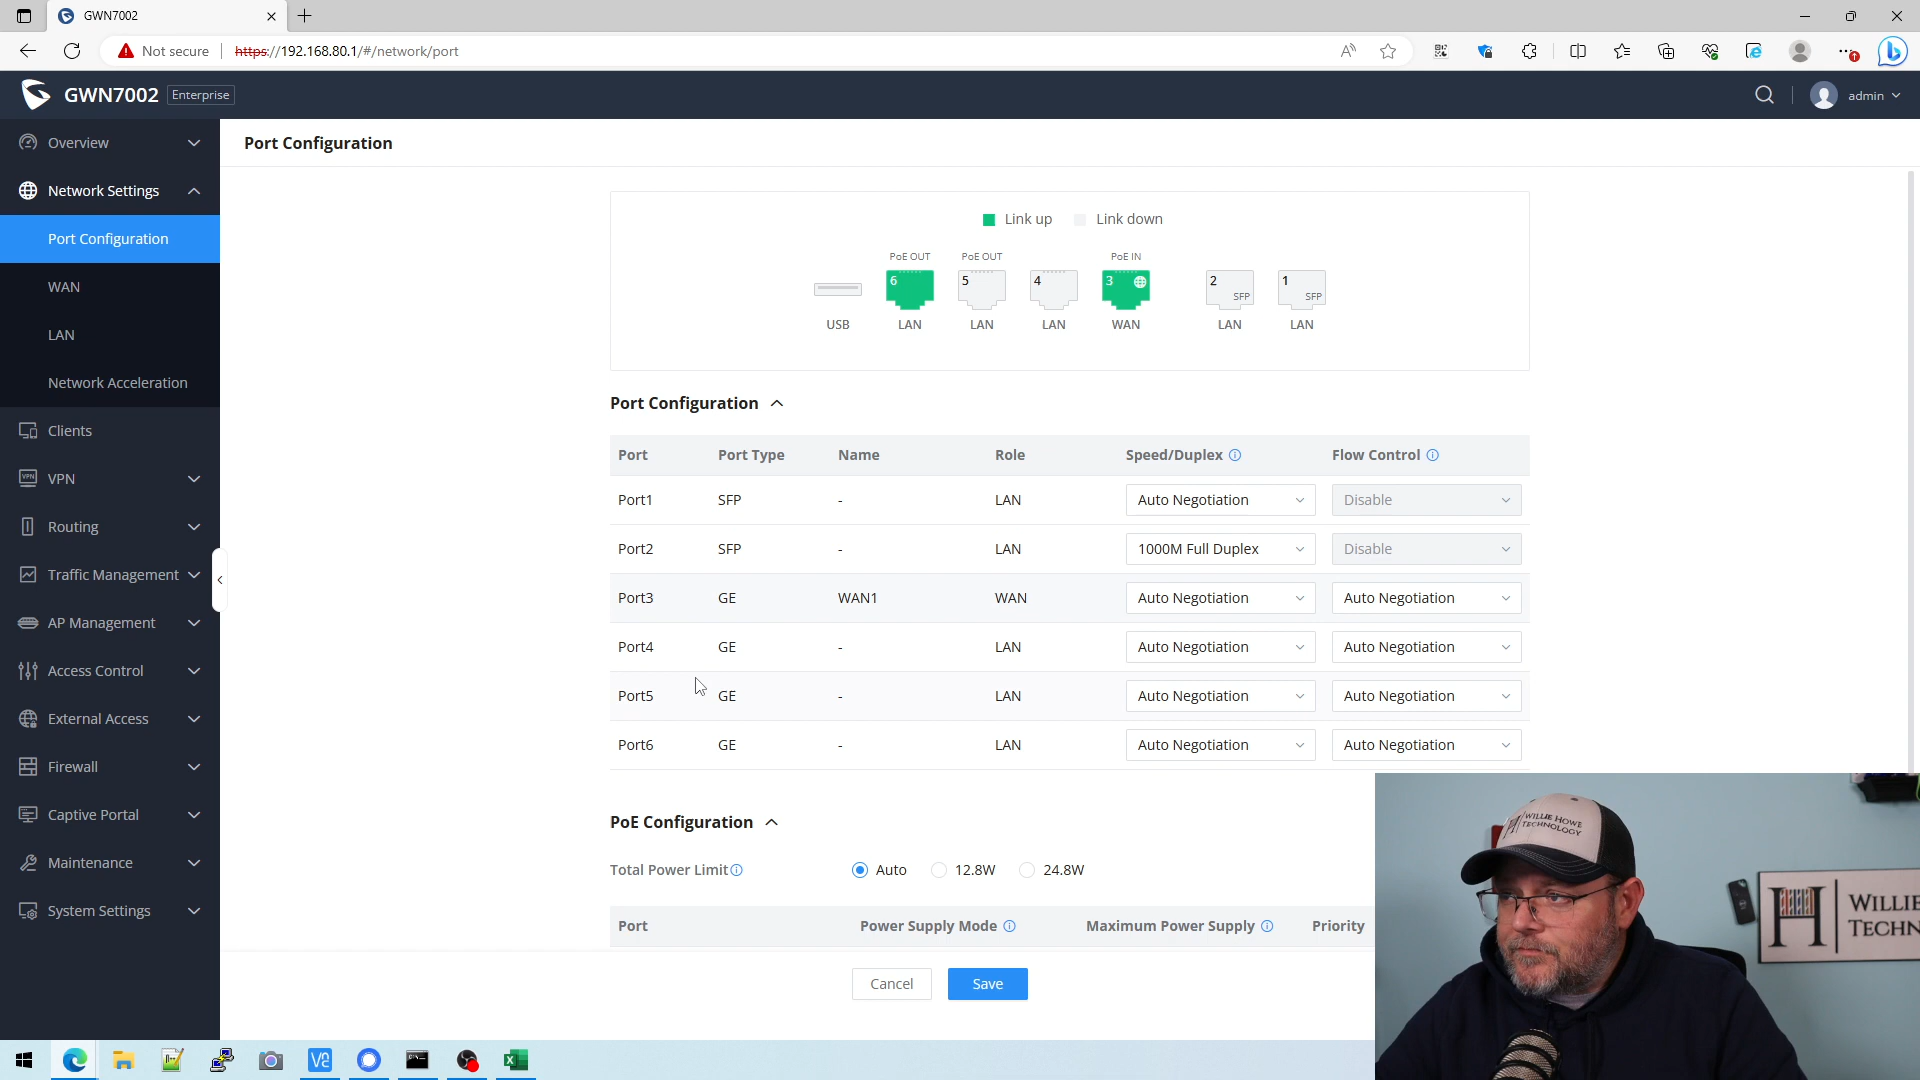 GWN7002
Not secure
https://192.168.80.1/#/network/port
GWN7002 Enterprise
admin
Overview
Network Settings
Port Configuration
WAN
LAN
Network Acceleration
Clients
VPN
Routing
Traffic Management
AP Management
Access Control
External Access
Firewall
Captive Portal
Maintenance
System Settings
Port Configuration
Link up Link down
PoE OUT PoE OUT PoE IN
6 5 4 3 2 SFP 1 SFP
USB LAN LAN LAN WAN LAN LAN
Port Configuration
Port Port Type Name Role Speed/Duplex Flow Control
Port1 SFP - LAN Auto Negotiation Disable
Port2 SFP - LAN 1000M Full Duplex Disable
Port3 GE WAN1 WAN Auto Negotiation Auto Negotiation
Port4 GE - LAN Auto Negotiation Auto Negotiation
Port5 GE - LAN Auto Negotiation Auto Negotiation
Port6 GE - LAN Auto Negotiation Auto Negotiation
PoE Configuration
Total Power Limit Auto 12.8W 24.8W
Port Power Supply Mode Maximum Power Supply Priority
Cancel Save
WILLIE HOWE
TECHNOLOGY
H
WILLIE
TECHN